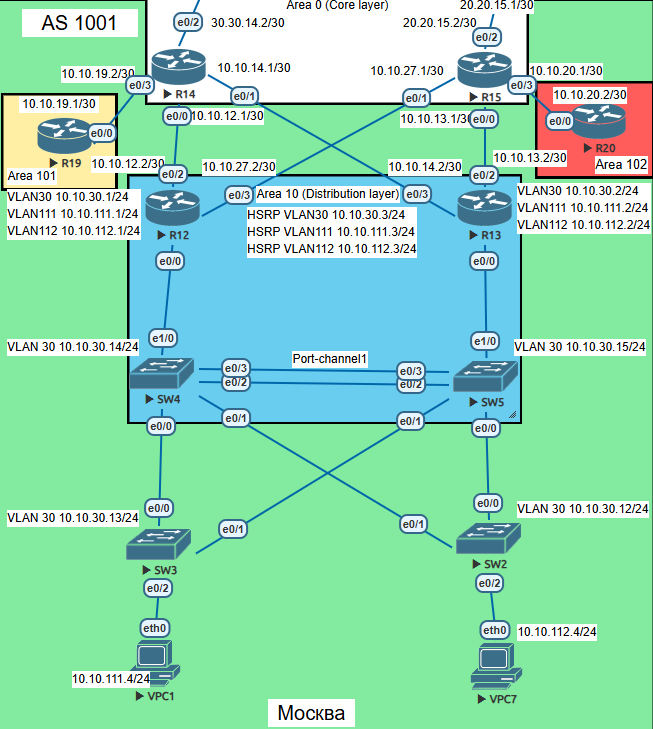 Area 0 (Core layer)
20.20.15.1/30
AS 1001
e0/2
30.30.14.2/30
20.20.15.2/30
e0/2
10.10.19.2/30
e0/3
10.10.14.1/30
R14
10.10.27.1/30
R15
10.10.20.1/30
e0/3
10.10.19.1/30
e0/1
e0/1
10.10.20.2/30
e0/0
R19
e0/0
10.10.12.1/30
10.10.13.1/30
e0/0
e0/0
R20
Area 101
10.10.12.2/30
10.10.27.2/30
10.10.14.2/30
10.10.13.2/30
Area 102
e0/2
e0/2
VLAN30 10.10.30.1/24
VLAN111 10.10.111.1/24
VLAN112 10.10.112.1/24
e0/3
Area 10 (Distribution layer)
e0/3
HSRP VLAN30 10.10.30.3/24
HSRP VLAN111 10.10.111.3/24
HSRP VLAN112 10.10.112.3/24
VLAN30 10.10.30.2/24
VLAN111 10.10.111.2/24
VLAN112 10.10.112.2/24
R12
R13
e0/0
e0/0
VLAN 30 10.10.30.14/24
e1/0
e1/0
VLAN 30 10.10.30.15/24
Port-channel1
e0/3
e0/3
e0/2
e0/2
SW4
SW5
e0/0
e0/1
e0/1
e0/0
VLAN 30 10.10.30.13/24
e0/0
e0/0
VLAN 30 10.10.30.12/24
e0/1
e0/1
SW3
SW2
e0/2
e0/2
eth0
eth0
10.10.112.4/24
10.10.111.4/24
VPC1
VPC7
Москва